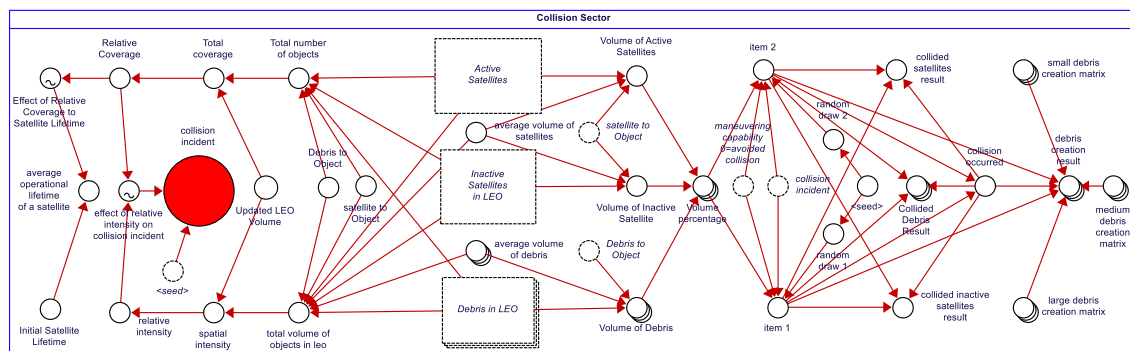 Collision Sector
Relative
Coverage
Total
coverage
Total number
of objects
Active
Satellites
Volume of Active
Satellites
item 2
collided
satellites
result
small debris
creation matrix
Effect of Relative
Coverage to
Satellite Lifetime
collision
incident
average volume of
satellites
satellite to
Object
maneuvering
capability
0=avoided
collision
random
draw 2
Debris to
Object
collision
occurred
debris
creation
result
average
operational
lifetime
of a satellite
Inactive
Satellites
in LEO
collision
incident
effect of relative
intensity on
collision incident
Updated LEO
Volume
satellite to
Object
Volume of Inactive
Satellite
Volume
percentage
<seed>
Collided
Debris
Result
medium
debris
creation
matrix
average volume
of debris
Debris to
Object
random
draw 1
<seed>
Initial Satellite
Lifetime
relative
intensity
spatial
intensity
total volume of
objects in leo
Debris in LEO
Volume of Debris
item 1
collided inactive
satellites
result
large debris
creation matrix